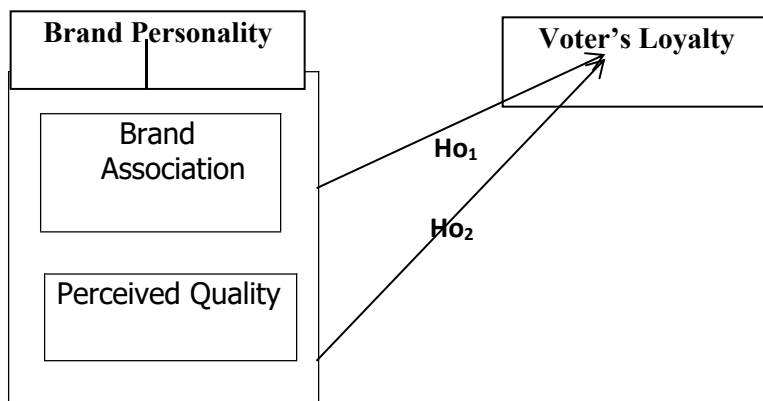 Brand Personality
Voter's Loyalty
Brand
Association
Ho₁
Ho₂
Perceived Quality